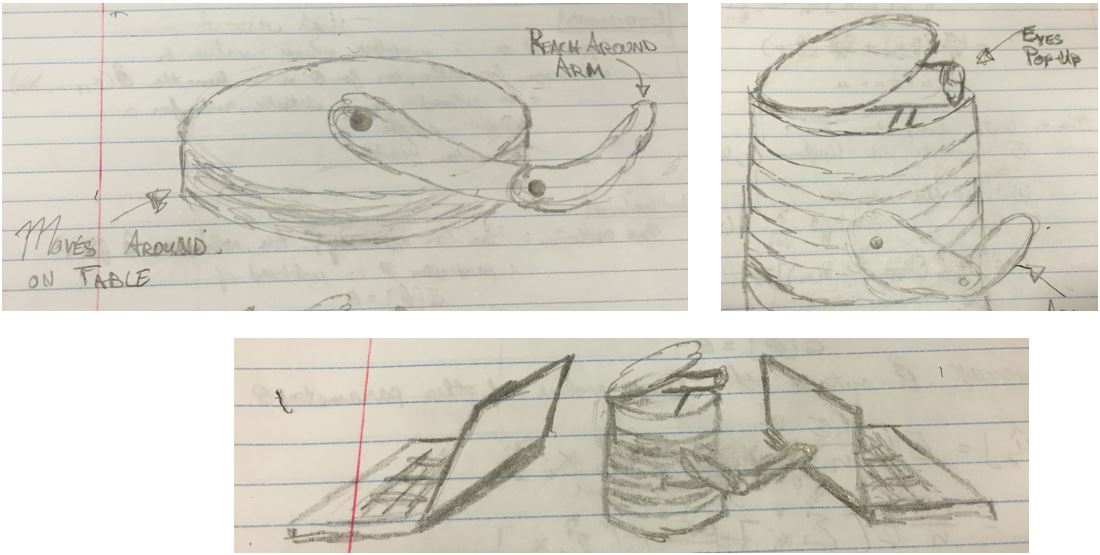 REACH AROUND
ARM
MOVES AROUND
ON TABLE
EYES
POP-UP